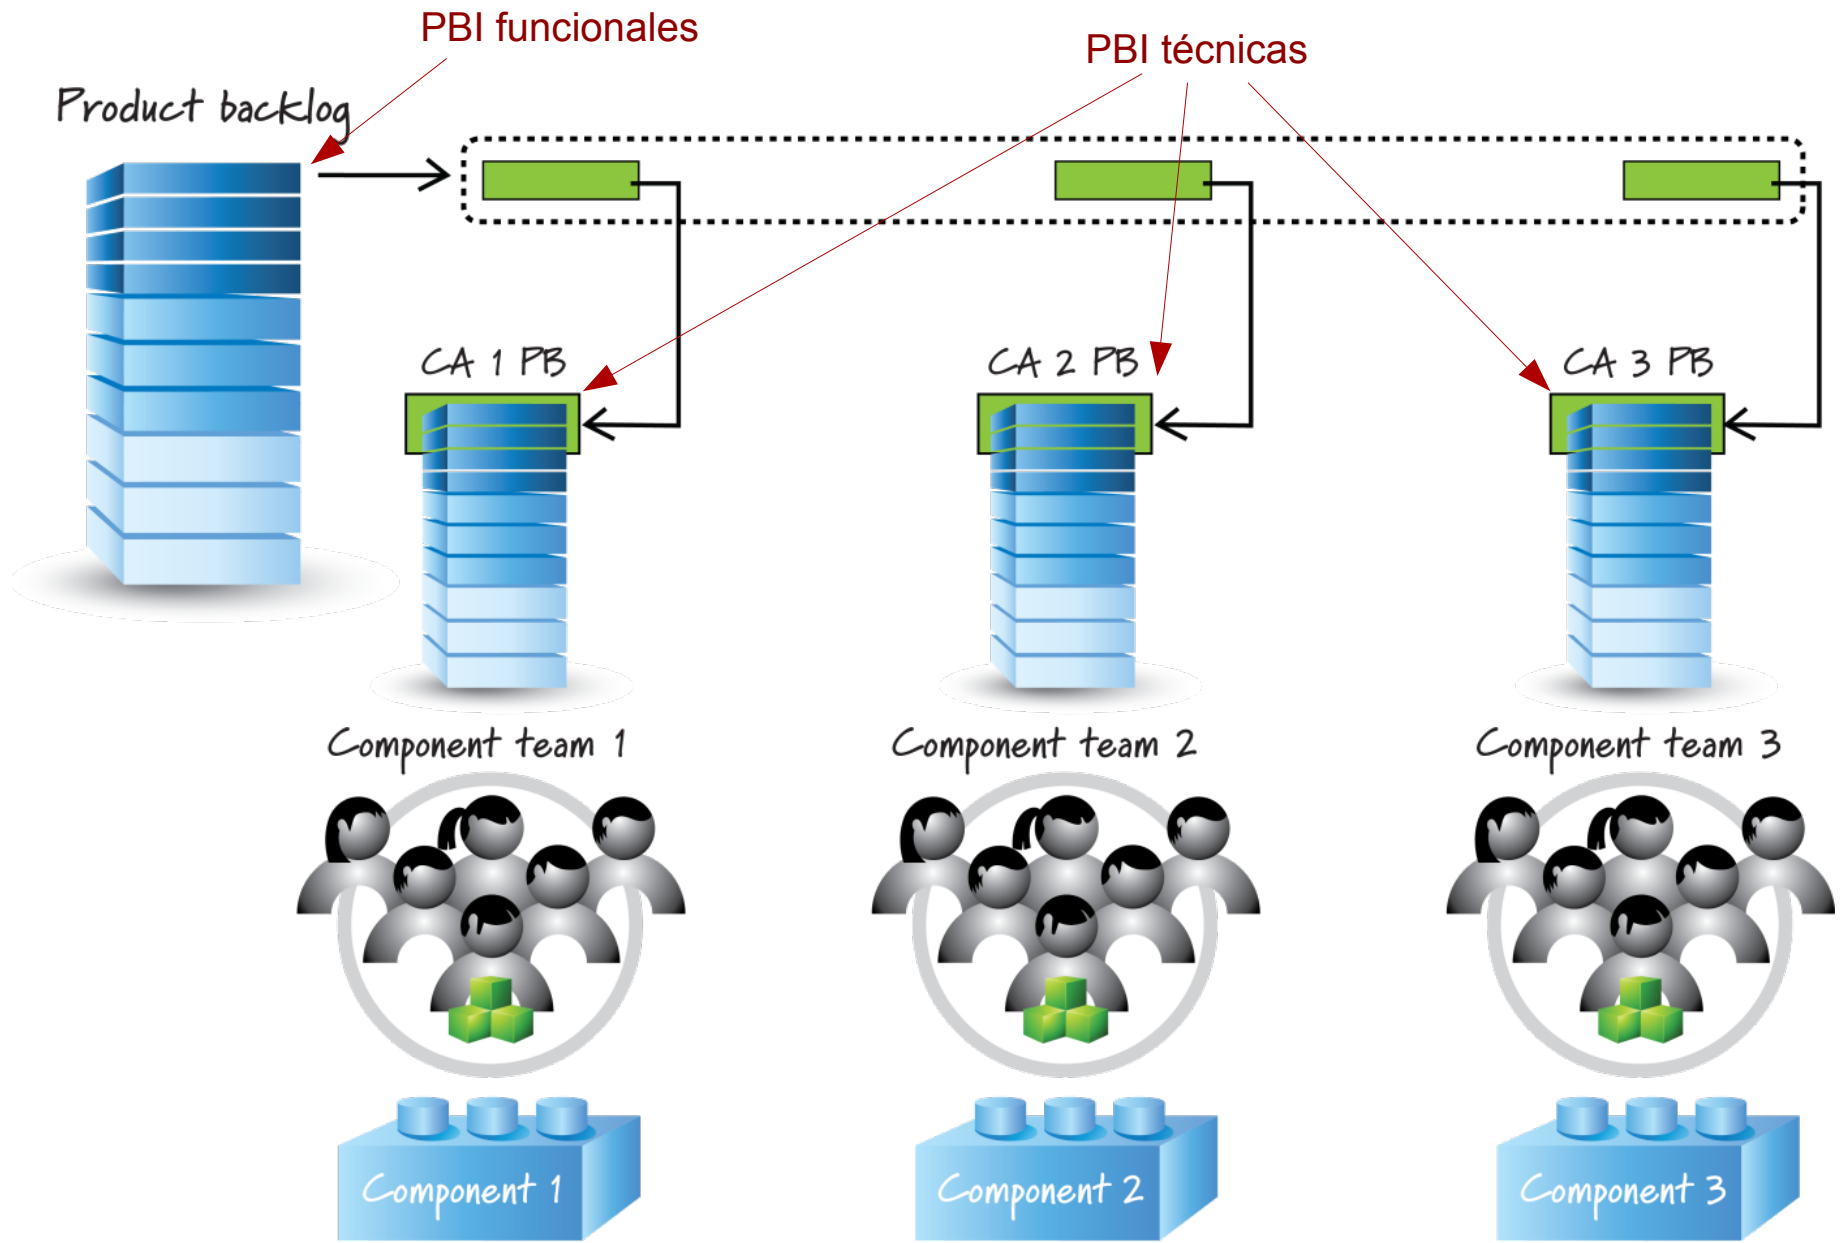 PBI funcionales
PBI técnicas
Product backlog
CA 1 PB
CA 2 PB
CA 3 PB
Component team 1
Component team 2
Component team 3
Component 1
Component 2
Component 3